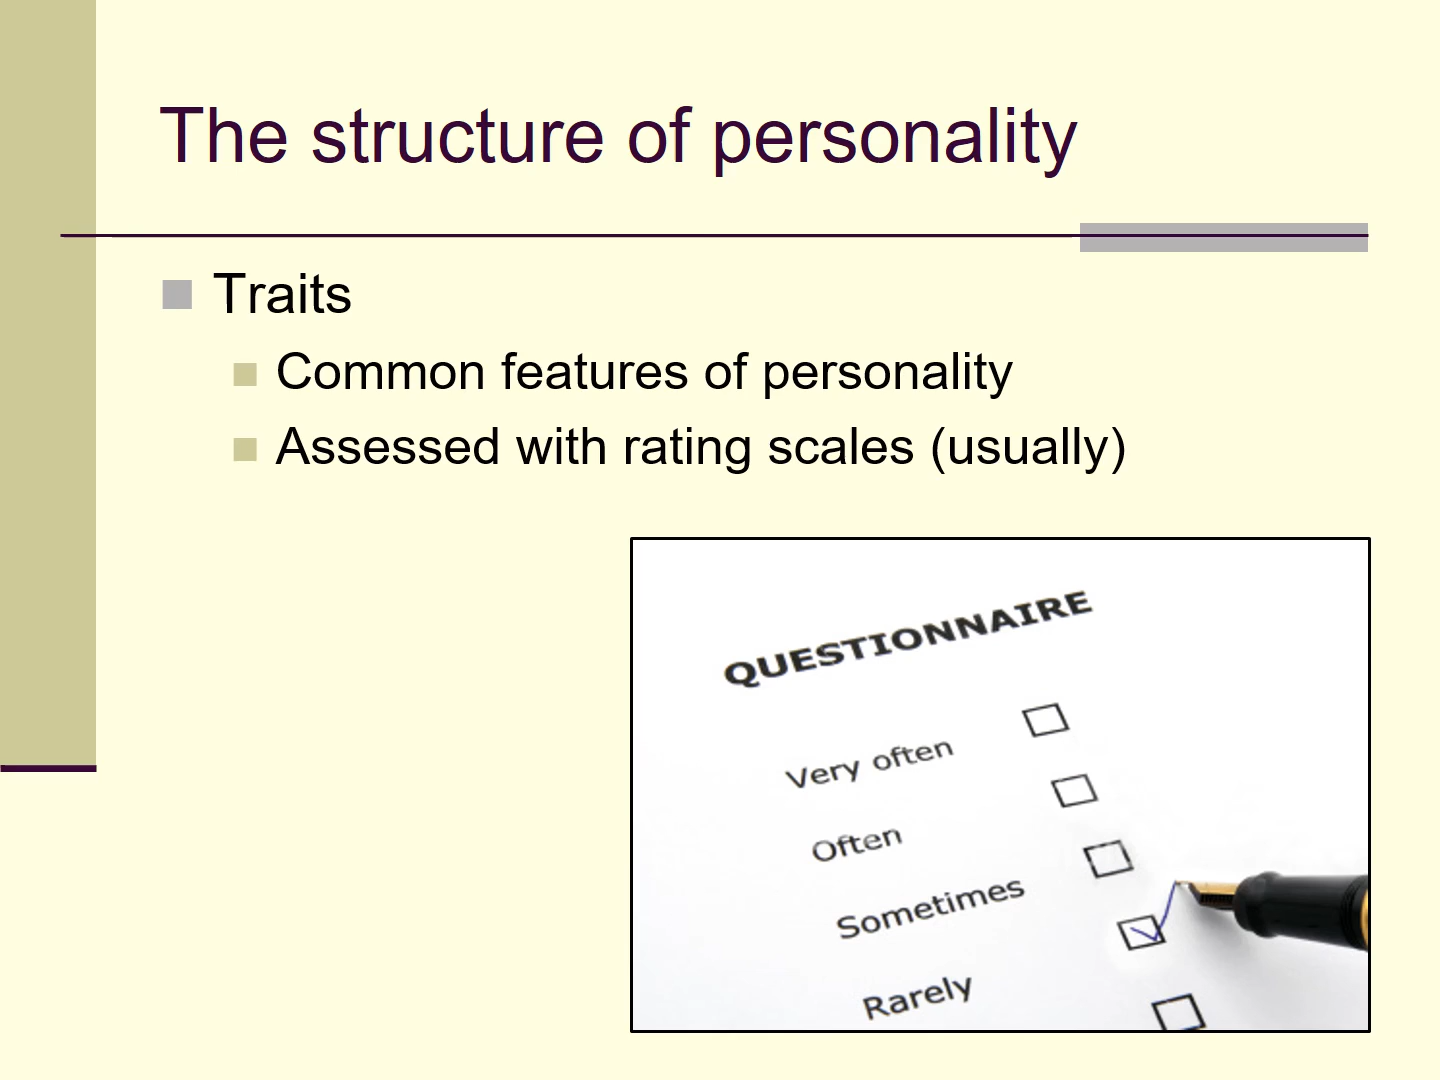 The structure of personality
Traits
Common features of personality
Assessed with rating scales (usually)
QUESTIONNAIRE
Very often
Often
Sometimes
Rarely